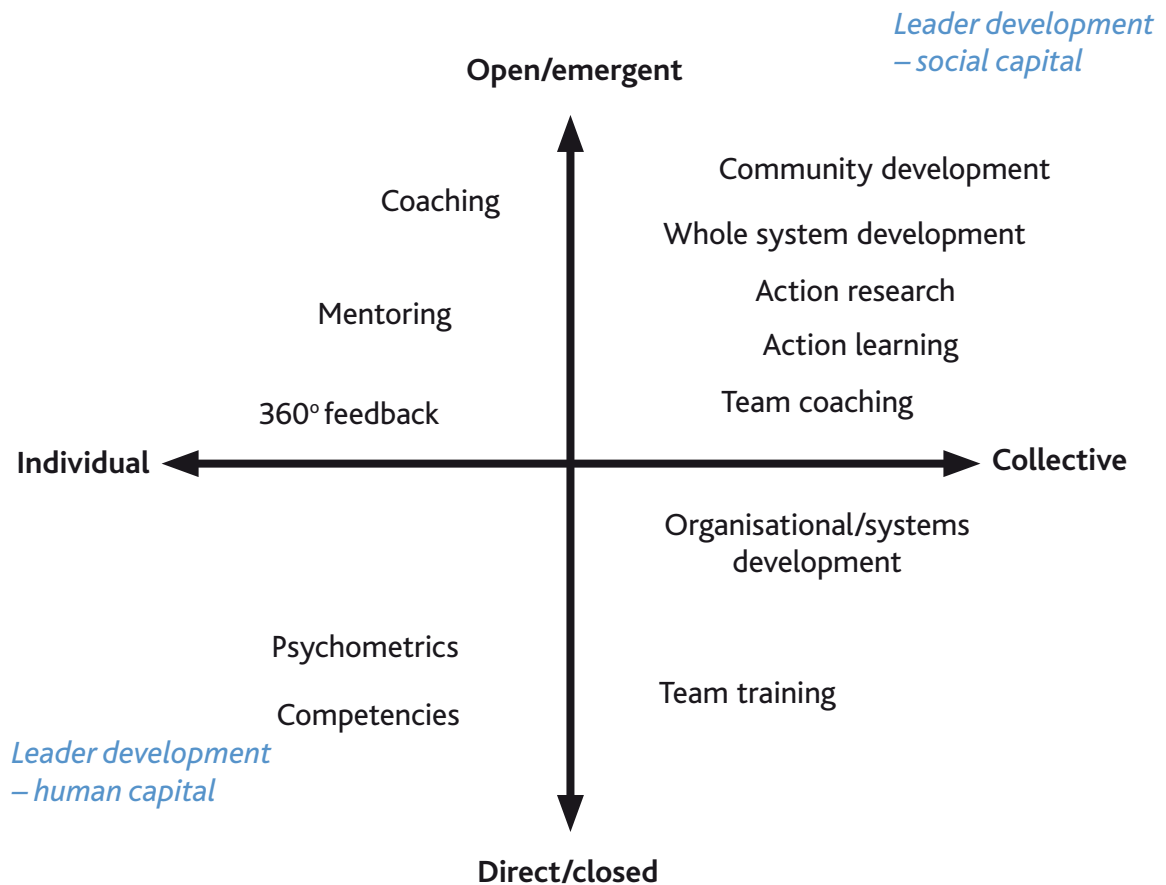 Leader development
– social capital
Open/emergent
Community development
Coaching
Whole system development
Action research
Mentoring
Action learning
Team coaching
360º feedback
Individual
Collective
Organisational/systems
development
Psychometrics
Team training
Competencies
Leader development
– human capital
Direct/closed